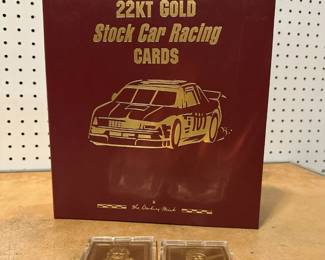 22KT GOLD
Stock Car Racing
CARDS
The Danbury Mint